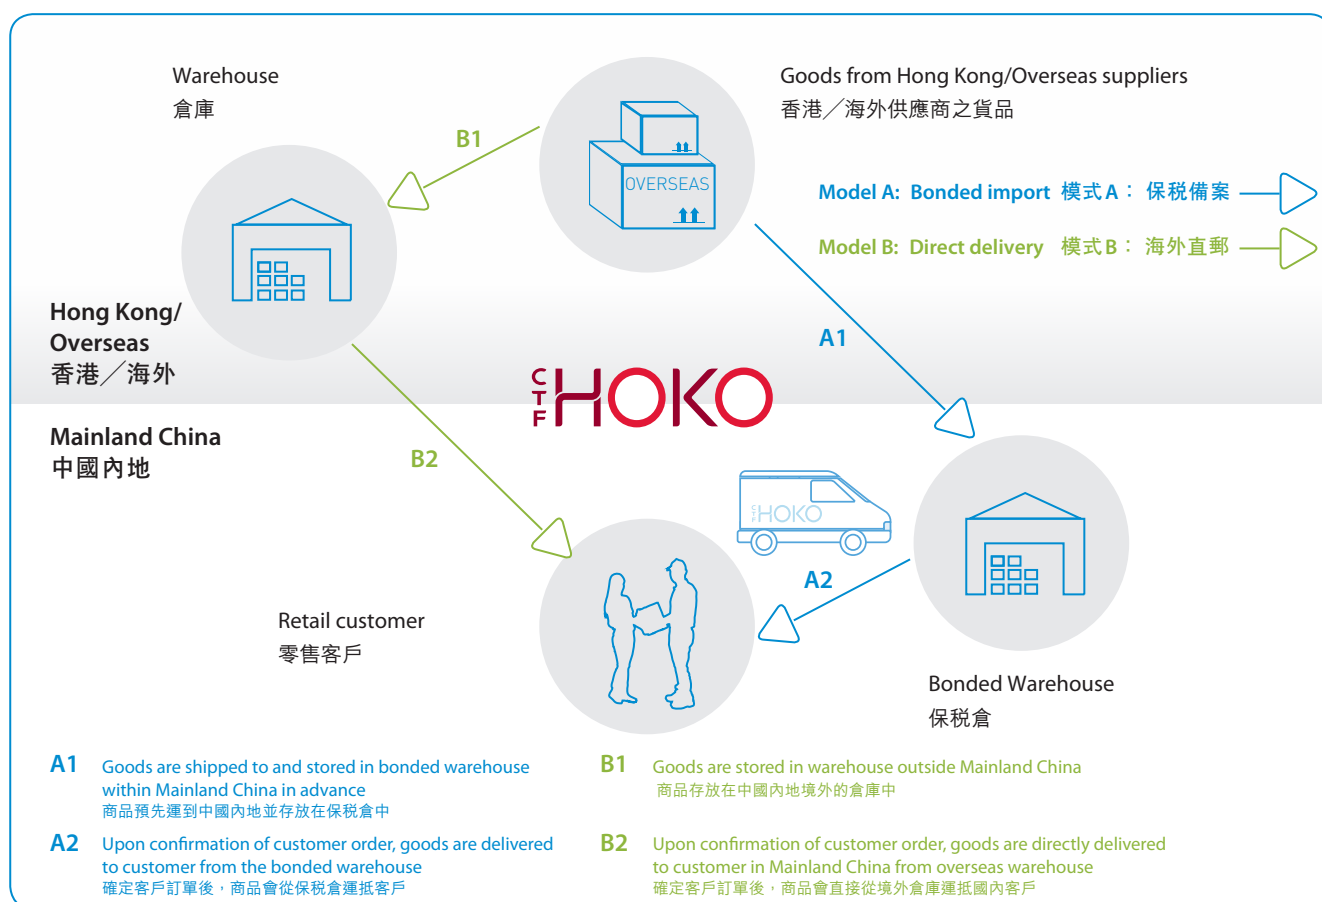 Warehouse
倉庫
Goods from Hong Kong/Overseas suppliers
香港╱海外供應商之貨品
B1
OVERSEAS
Model A: Bonded import 模式A： 保稅備案
Model B: Direct delivery 模式B： 海外直郵
Hong Kong/
Overseas
香港╱海外
A1
CTF HOKO
Mainland China
中國內地
B2
CTF HOKO
A2
Retail customer
零售客戶
Bonded Warehouse
保稅倉
A1 Goods are shipped to and stored in bonded warehouse
within Mainland China in advance
商品預先運到中國內地並存放在保稅倉中
A2 Upon confirmation of customer order, goods are delivered
to customer from the bonded warehouse
確定客戶訂單後，商品會從保稅倉運抵客戶
B1 Goods are stored in warehouse outside Mainland China
商品存放在中國內地境外的倉庫中
B2 Upon confirmation of customer order, goods are directly delivered
to customer in Mainland China from overseas warehouse
確定客戶訂單後，商品會直接從境外倉庫運抵國內客戶